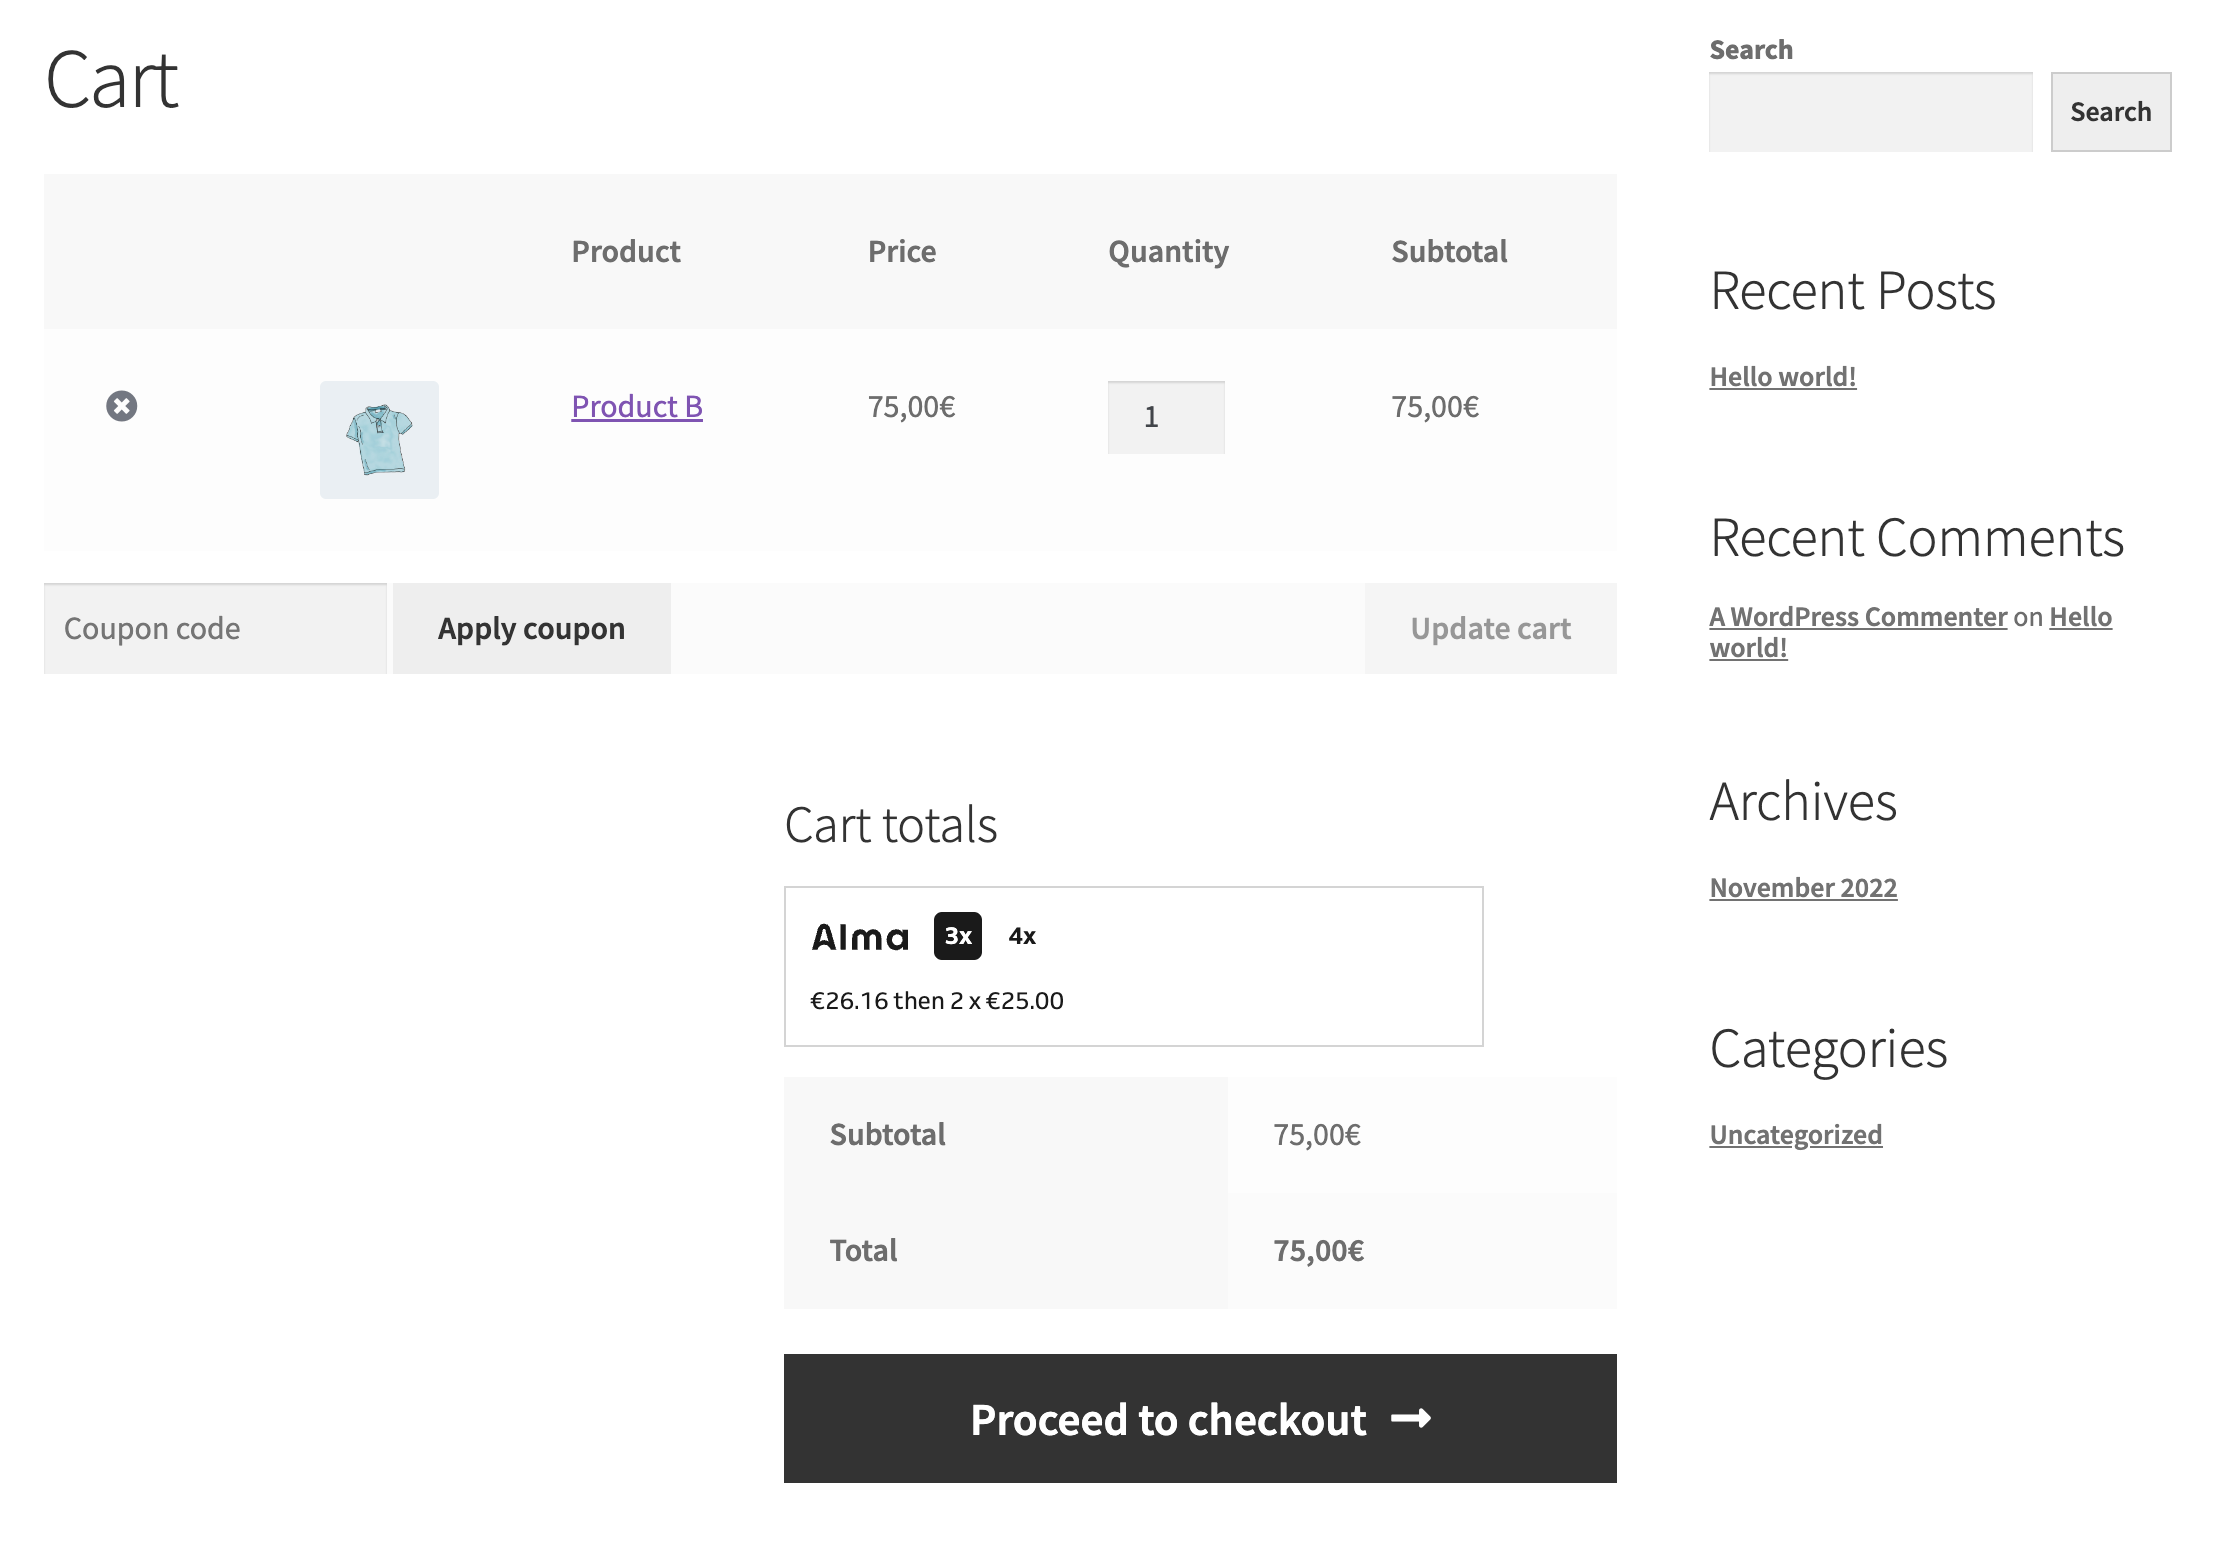 Cart
Product Price Quantity Subtotal
Product B 75,00€ 1 75,00€
Coupon code Apply coupon Update cart
Cart totals
Alma 3x 4x
€26.16 then 2 x €25.00
Subtotal 75,00€
Total 75,00€
Proceed to checkout
Search
Search
Recent Posts
Hello world!
Recent Comments
A WordPress Commenter on Hello
world!
Archives
November 2022
Categories
Uncategorized